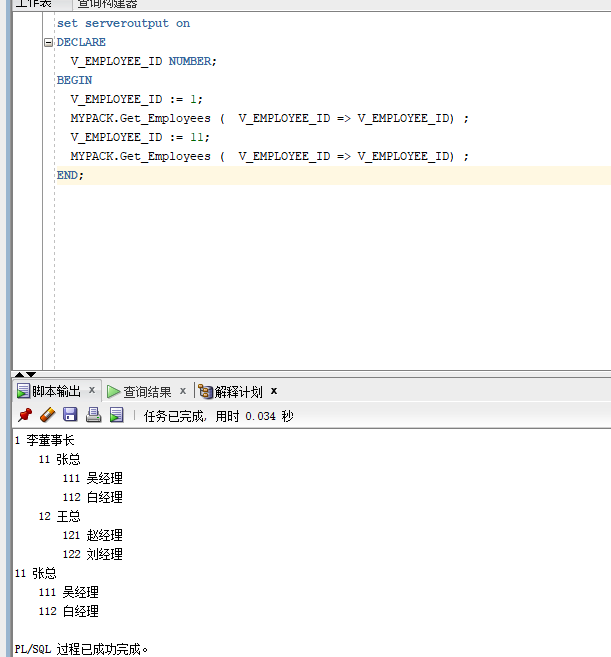 工作表 查询构建器
set serveroutput on
DECLARE
  V_EMPLOYEE_ID NUMBER;
BEGIN
  V_EMPLOYEE_ID := 1;
  MYPACK.Get_Employees (  V_EMPLOYEE_ID => V_EMPLOYEE_ID) ;
  V_EMPLOYEE_ID := 11;
  MYPACK.Get_Employees (  V_EMPLOYEE_ID => V_EMPLOYEE_ID) ;
END;
脚本输出 x 查询结果 x 解释计划 x
任务已完成, 用时 0.034 秒
1 李董事长
    11 张总
        111 吴经理
        112 白经理
    12 王总
        121 赵经理
        122 刘经理
11 张总
    111 吴经理
    112 白经理
PL/SQL 过程已成功完成。